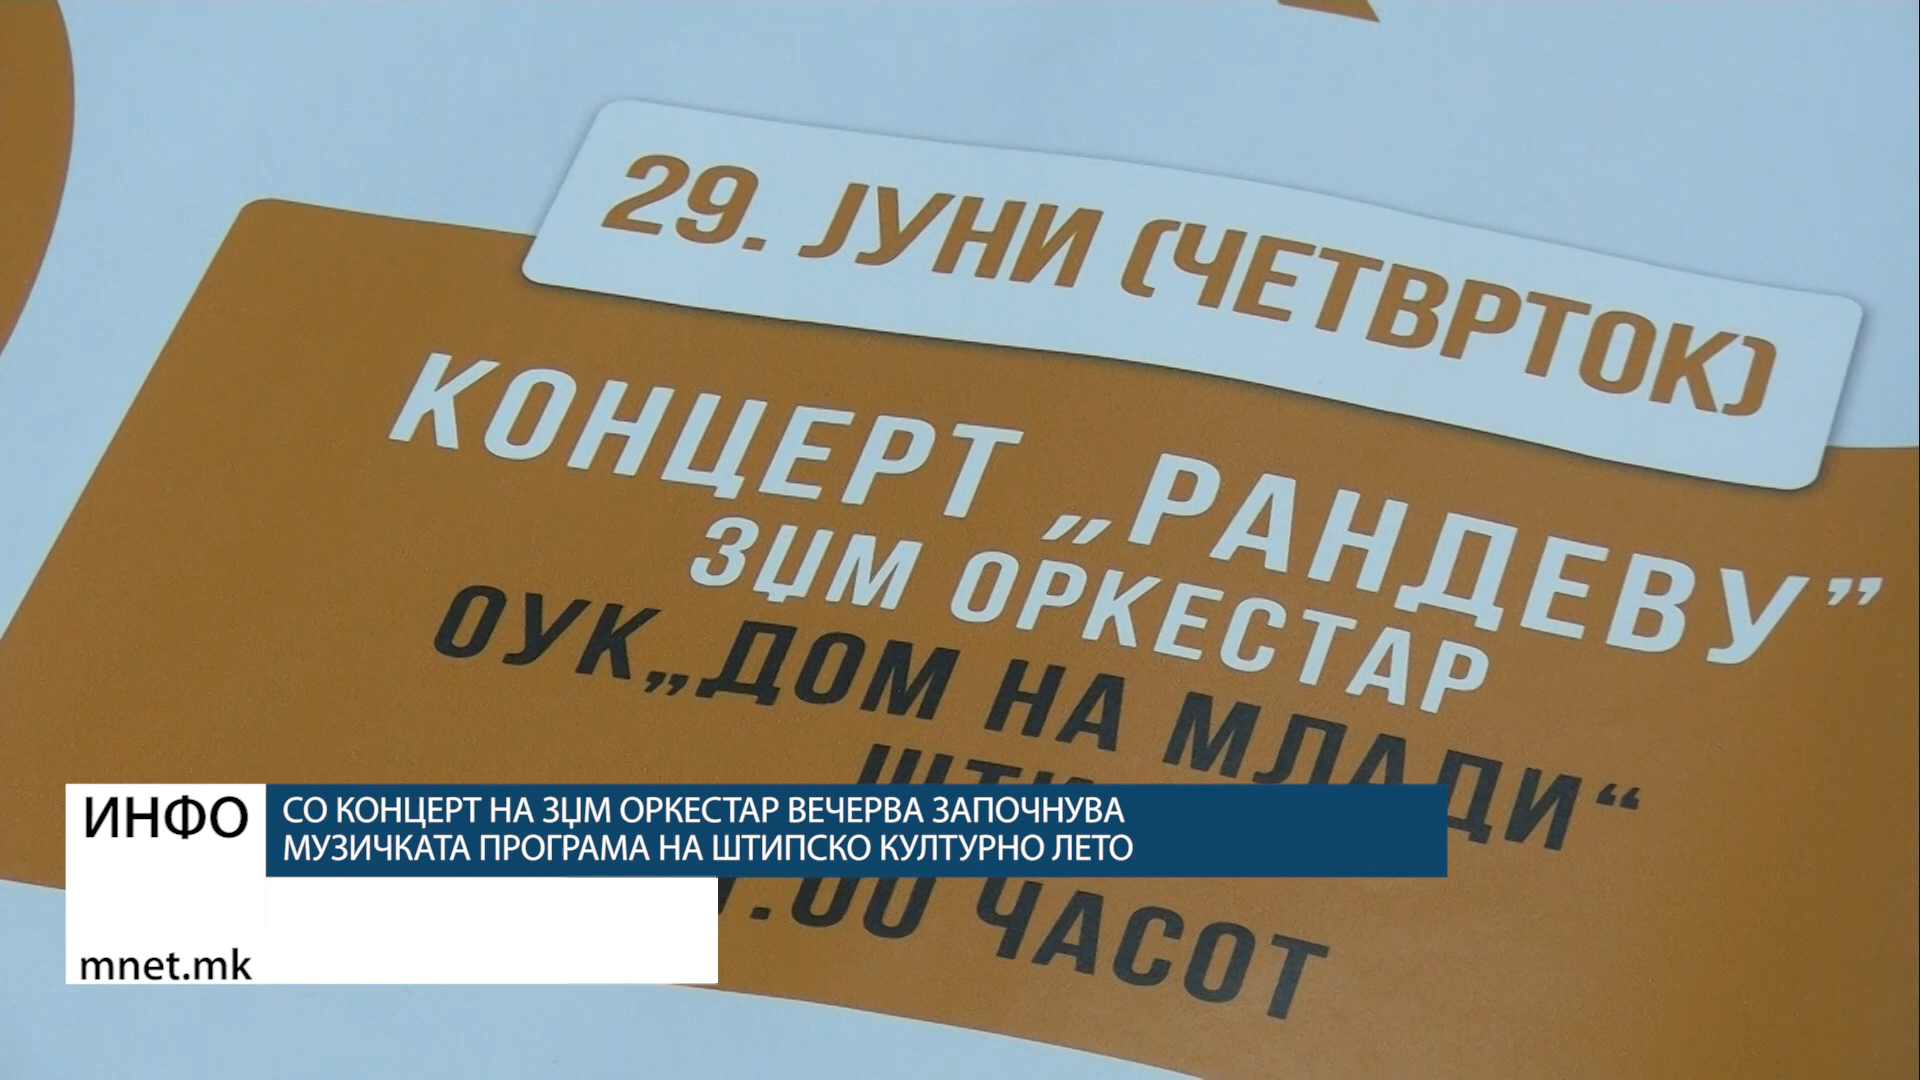 29. ЈУНИ (ЧЕТВРТОК)
КОНЦЕРТ „РАНДЕВУ”
ЗЏМ ОРКЕСТАР
ОУК„ДОМ НА МЛАДИ“
ЧАСОТ
ИНФО
СО КОНЦЕРТ НА ЗЏМ ОРКЕСТАР ВЕЧЕРВА ЗАПОЧНУВА
МУЗИЧКАТА ПРОГРАМА НА ШТИПСКО КУЛТУРНО ЛЕТО
mnet.mk